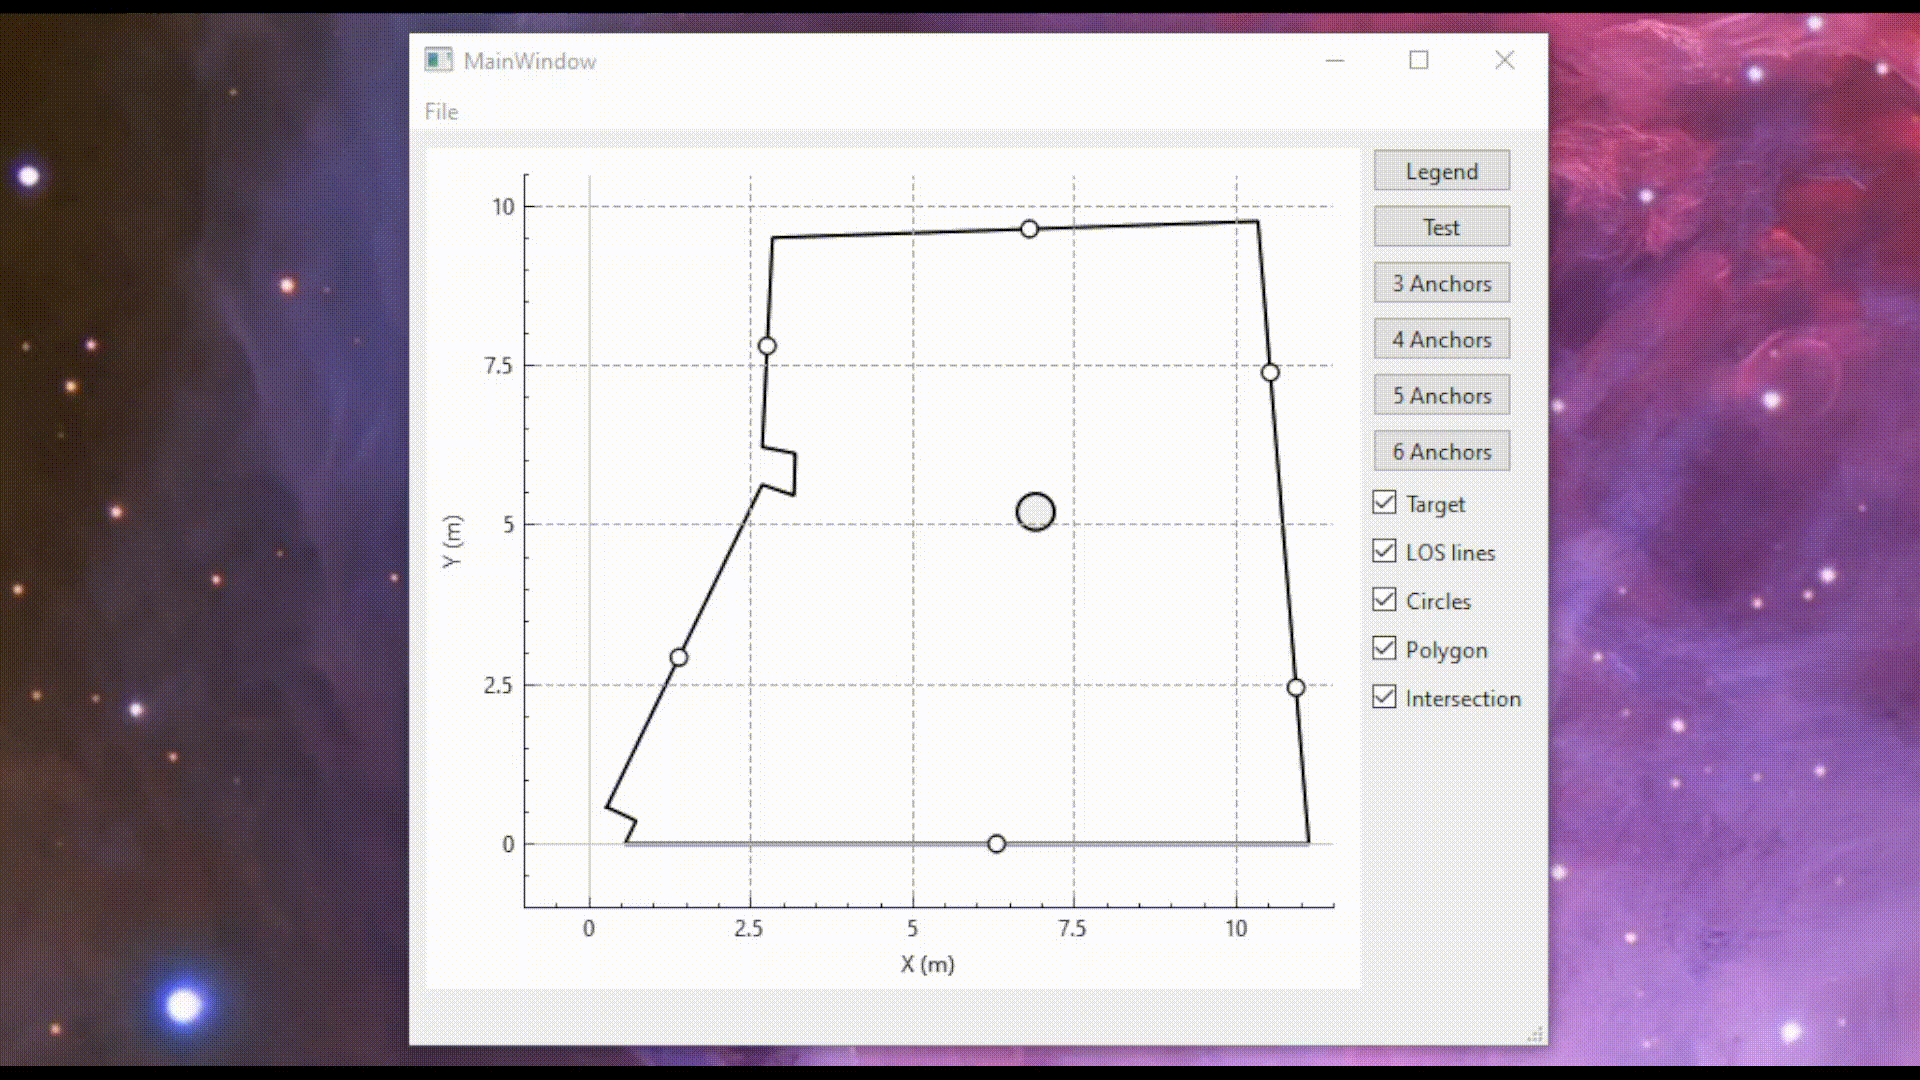 MainWindow
File
Legend
Test
3 Anchors
4 Anchors
5 Anchors
6 Anchors
Target
LOS lines
Circles
Polygon
Intersection
10
7.5
5
2.5
0
Y (m)
0 2.5 5 7.5 10
X (m)